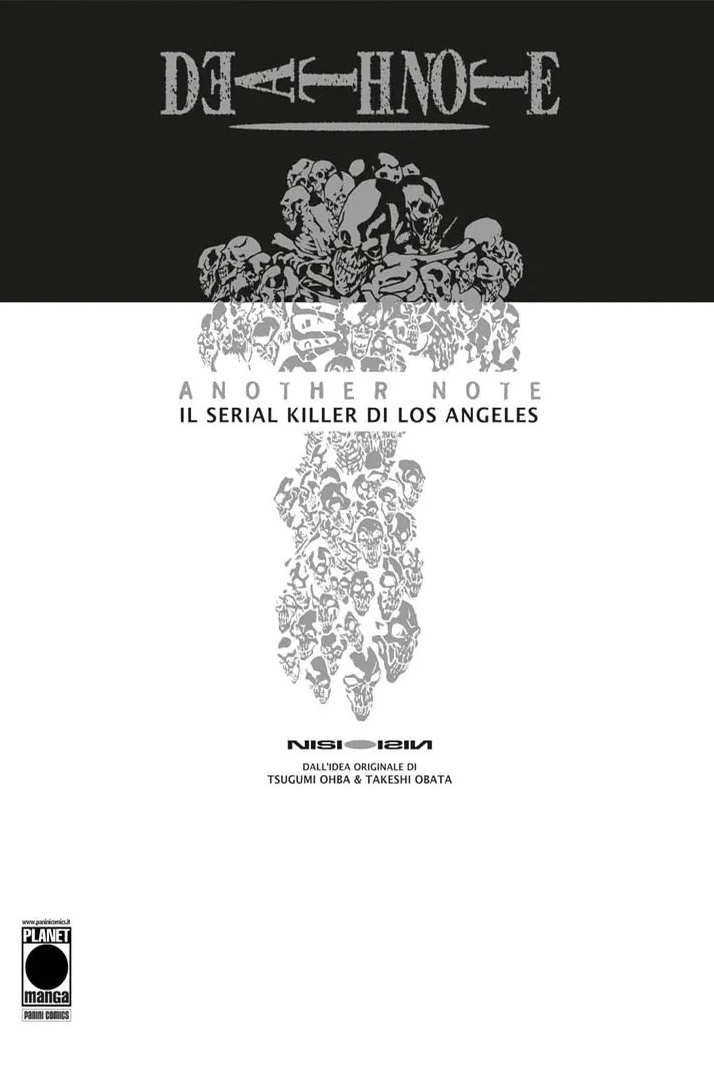 DEATH NOTE
ANOTHER NOTE
IL SERIAL KILLER DI LOS ANGELES
NISIOISIN
DALL'IDEA ORIGINALE DI
TSUGUMI OHBA & TAKESHI OBATA
www.paninicomics.it
PLANET
manga
PANINI COMICS